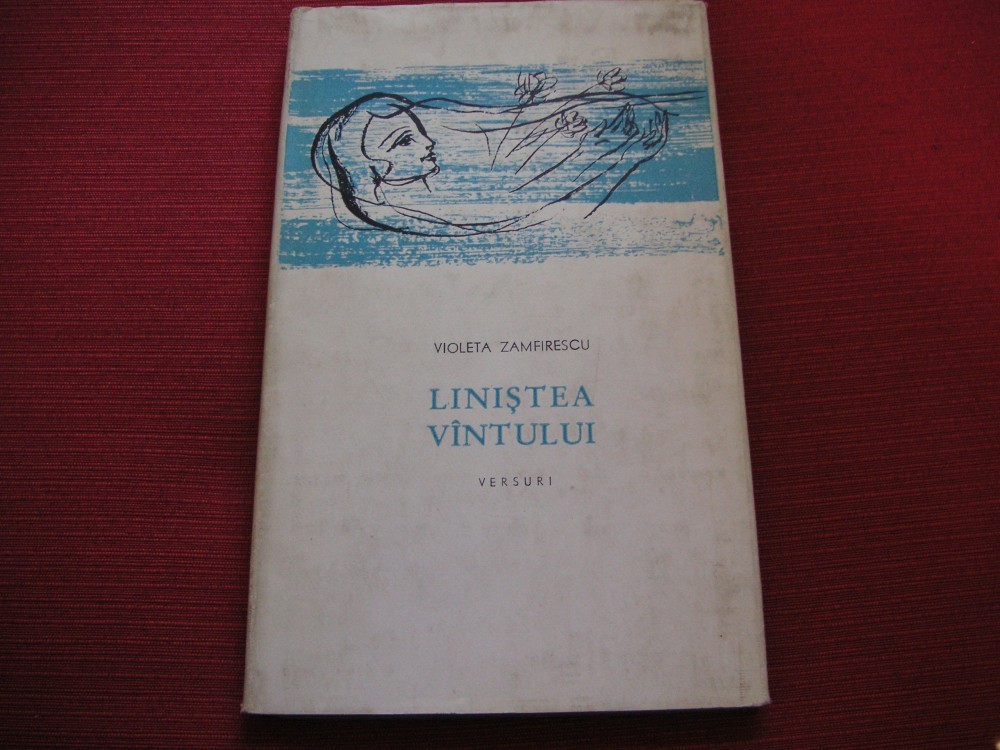 VIOLETA ZAMFIRESCU
LINIŞTEA
VÎNTULUI
VERSURI